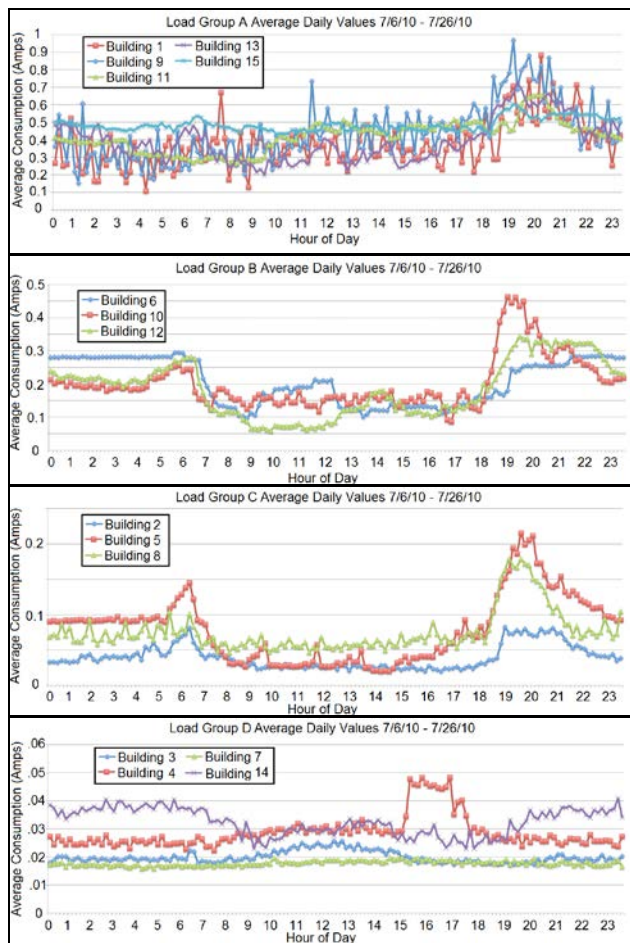 Load Group A Average Daily Values 7/6/10 - 7/26/10
Average Consumption (Amps)
1
0.9
0.8
0.7
0.6
0.5
0.4
0.3
0.2
0.1
0
Building 1
Building 13
Building 9
Building 15
Building 11
0 1 2 3 4 5 6 7 8 9 10 11 12 13 14 15 16 17 18 19 20 21 22 23
Hour of Day
Load Group B Average Daily Values 7/6/10 - 7/26/10
Average Consumption (Amps)
0.5
0.4
0.3
0.2
0.1
0
Building 6
Building 10
Building 12
0 1 2 3 4 5 6 7 8 9 10 11 12 13 14 15 16 17 18 19 20 21 22 23
Hour of Day
Load Group C Average Daily Values 7/6/10 - 7/26/10
Average Consumption (Amps)
0.2
0.1
0
Building 2
Building 5
Building 8
0 1 2 3 4 5 6 7 8 9 10 11 12 13 14 15 16 17 18 19 20 21 22 23
Hour of Day
Load Group D Average Daily Values 7/6/10 - 7/26/10
Average Consumption (Amps)
.06
.05
.04
.03
.02
.01
0
Building 3
Building 7
Building 4
Building 14
0 1 2 3 4 5 6 7 8 9 10 11 12 13 14 15 16 17 18 19 20 21 22 23
Hour of Day